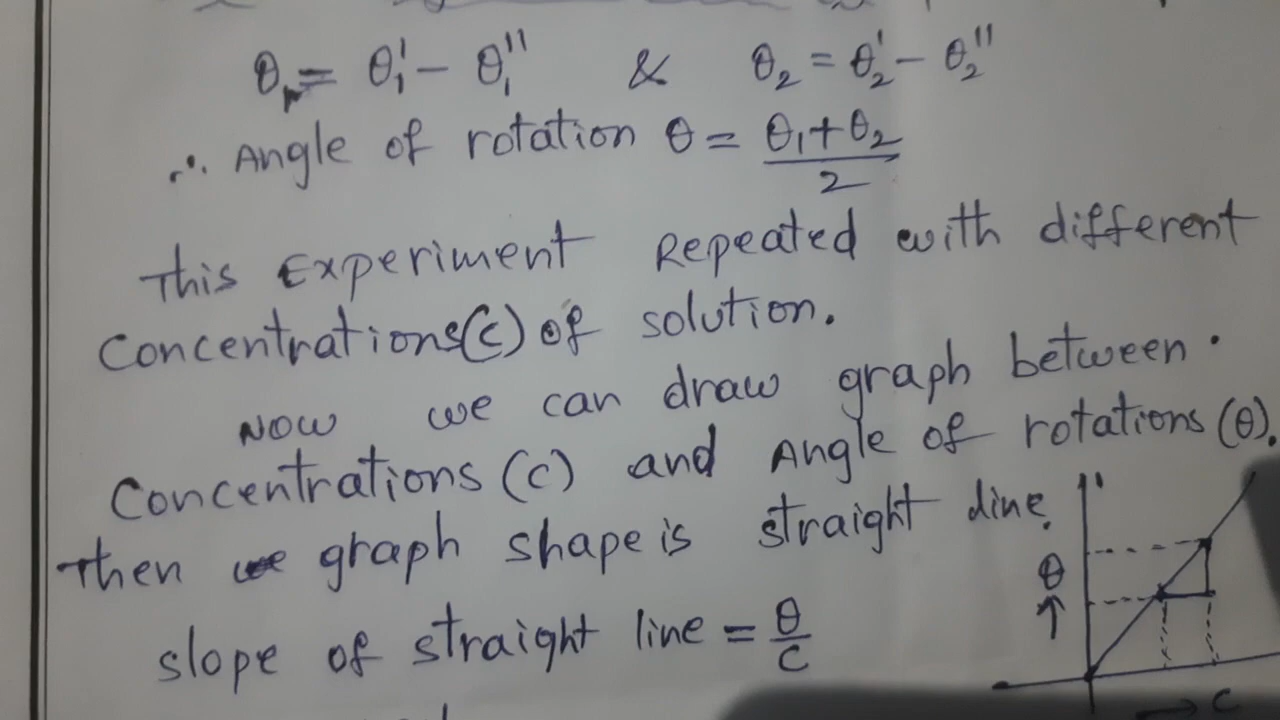 θ₁ = θ₁' − θ₁'' & θ₂ = θ₂' − θ₂''
∴ Angle of rotation θ = (θ₁+θ₂)/2
This Experiment Repeated with different
Concentrations(c) of solution.
NOW we can draw graph between
Concentrations (c) and Angle of rotations (θ).
Then graph shape is straight line.
θ
slope of straight line = θ/c
→ c